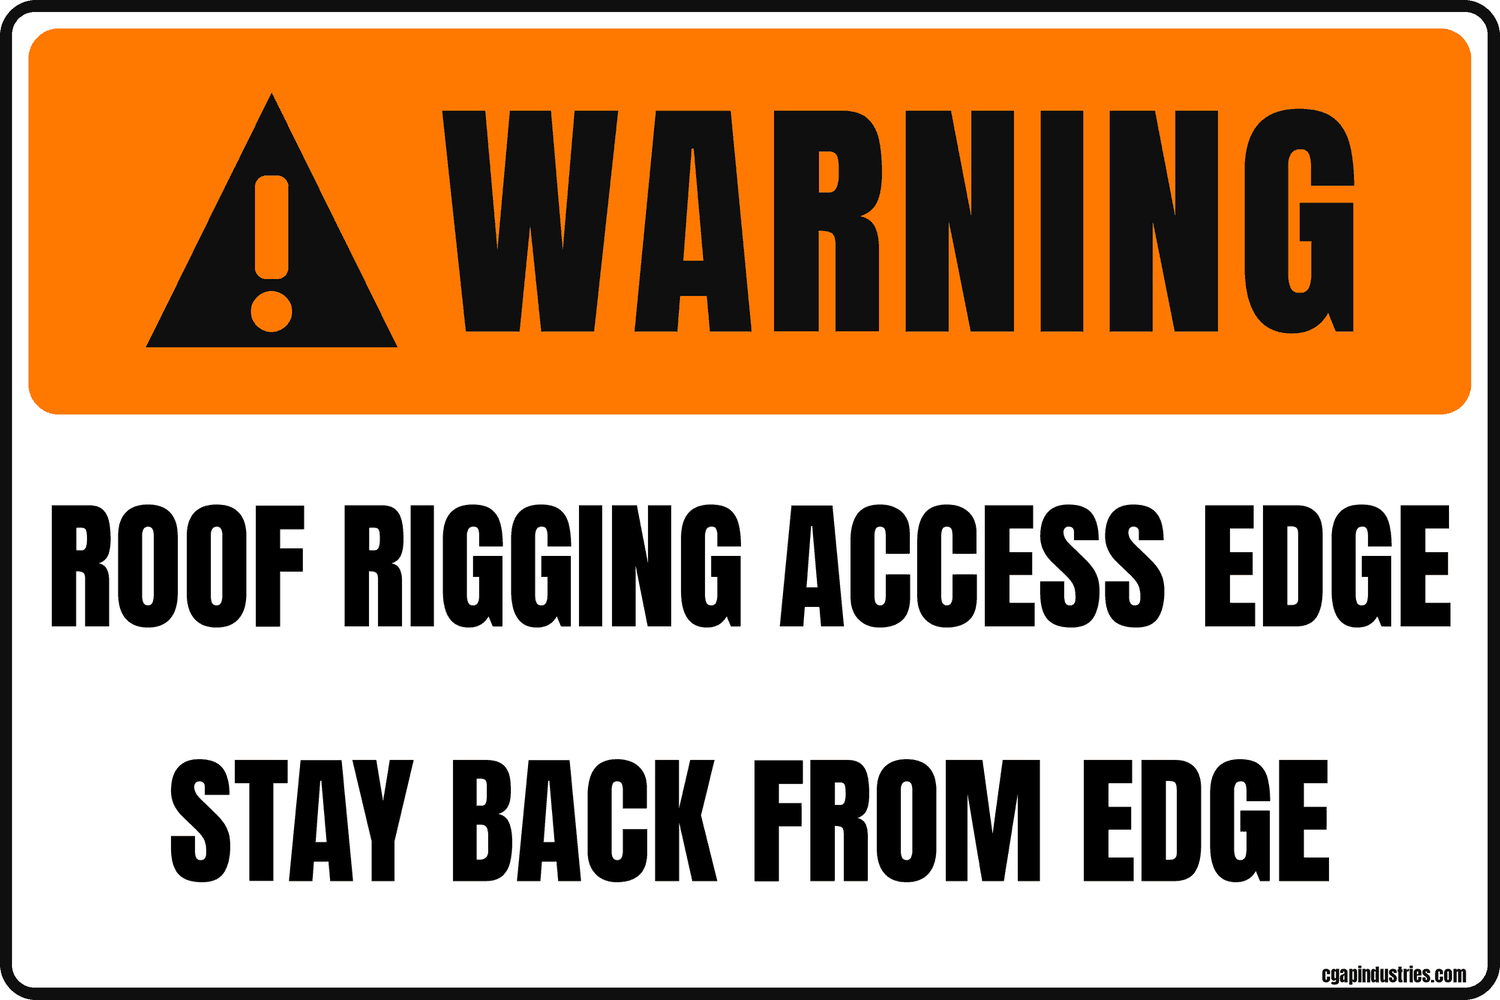 WARNING
ROOF RIGGING ACCESS EDGE
STAY BACK FROM EDGE
cgapindustries.com